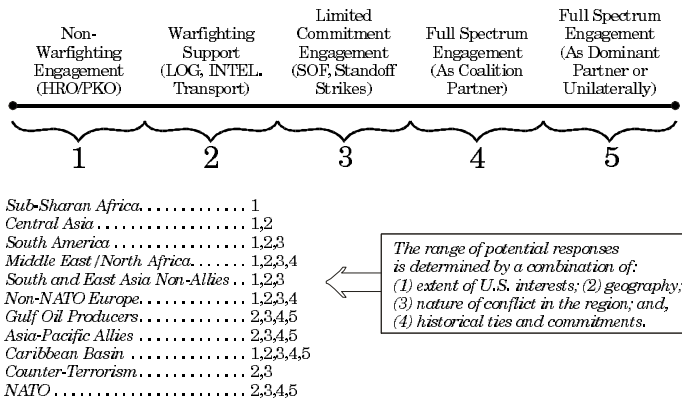 Non-
Warfighting
Engagement
(HRO/PKO)
Warfighting
Support
(LOG, INTEL.
Transport)
Limited
Commitment
Engagement
(SOF, Standoff
Strikes)
Full Spectrum
Engagement
(As Coalition
Partner)
Full Spectrum
Engagement
(As Dominant
Partner or
Unilaterally)
1 2 3 4 5
Sub-Sharan Africa............. 1
Central Asia.................. 1,2
South America................ 1,2,3
Middle East/North Africa....... 1,2,3,4
South and East Asia Non-Allies.. 1,2,3
Non-NATO Europe............. 1,2,3,4
Gulf Oil Producers............. 2,3,4,5
Asia-Pacific Allies............. 2,3,4,5
Caribbean Basin.............. 1,2,3,4,5
Counter-Terrorism............. 2,3
NATO...................... 2,3,4,5
The range of potential responses
is determined by a combination of:
(1) extent of U.S. interests; (2) geography;
(3) nature of conflict in the region; and,
(4) historical ties and commitments.